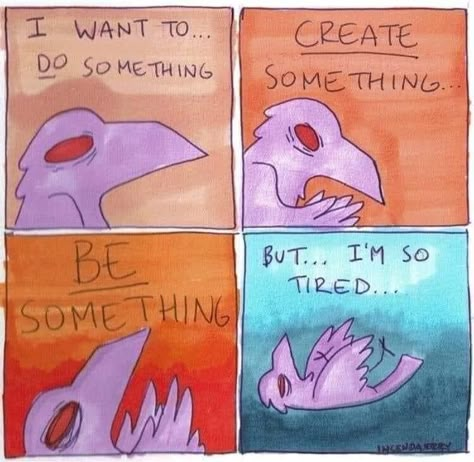 I WANT TO...
DO SOMETHING
CREATE
SOMETHING...
BE
SOMETHING
BUT... I'M SO
TIRED...